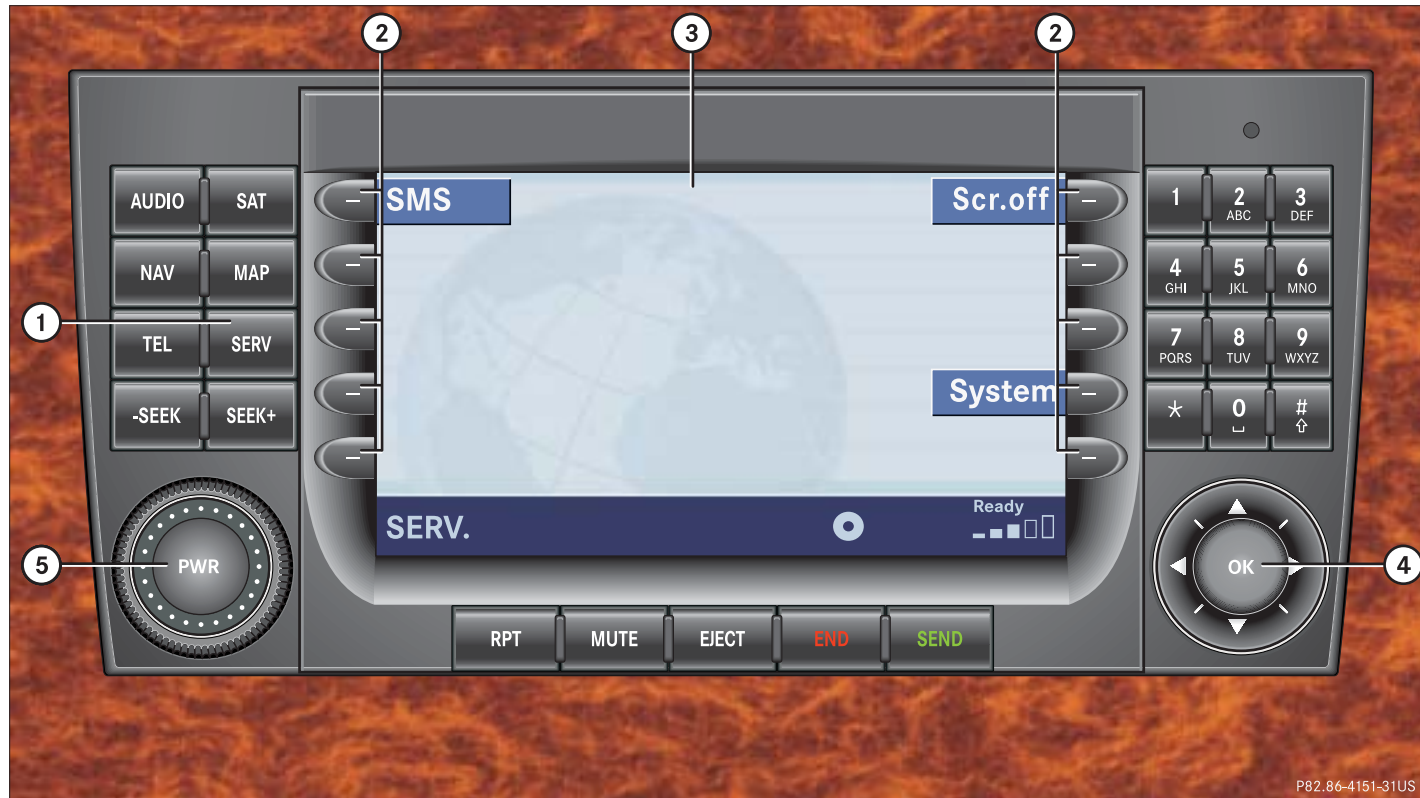 2 3 2
AUDIO SAT
SMS
Scr.off
1 2 ABC 3 DEF
NAV MAP
4 GHI 5 JKL 6 MNO
1
TEL SERV
7 PQRS 8 TUV 9 WXYZ
-SEEK SEEK+
System
* 0 #
SERV.
Ready
5
PWR
OK
4
RPT MUTE EJECT END SEND
P82.86-4151-31US